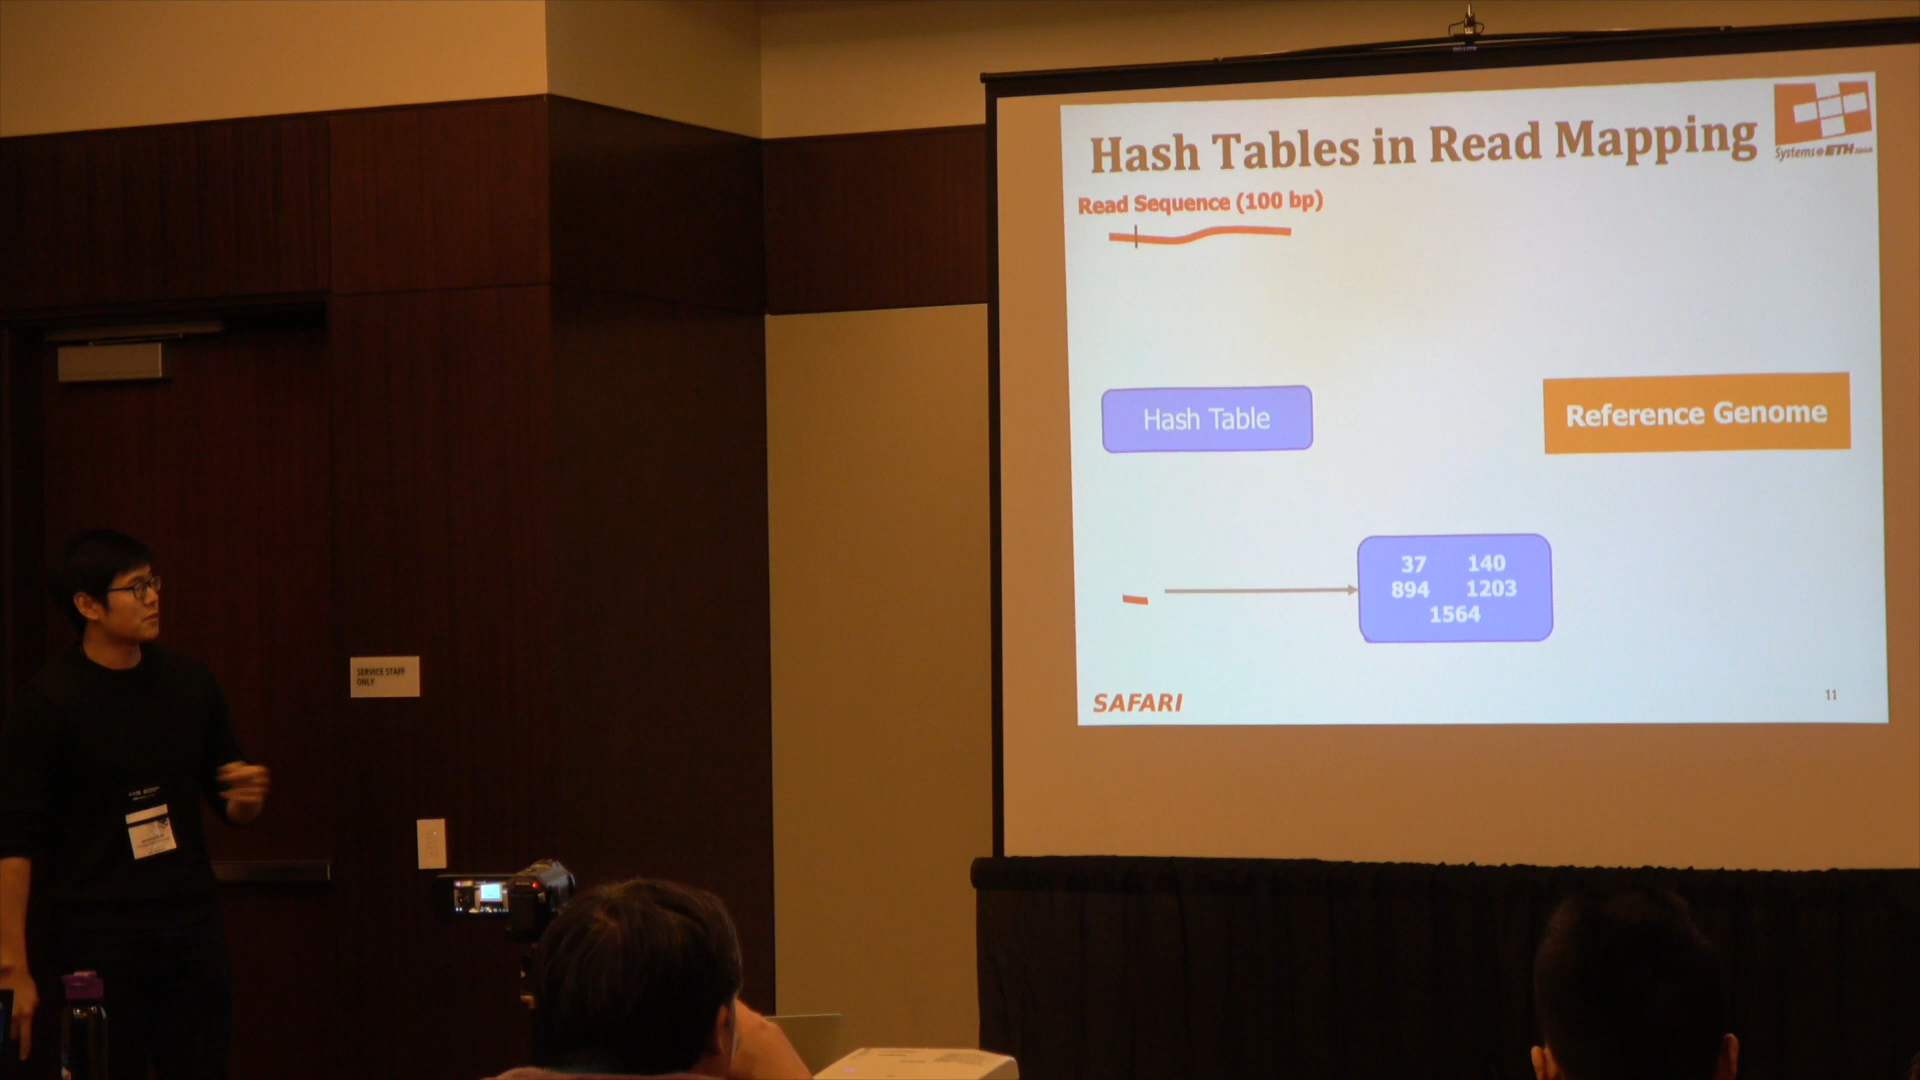 Hash Tables in Read Mapping
Systems@ETH
Read Sequence (100 bp)
Hash Table
Reference Genome
37 140
894 1203
1564
SAFARI
11
SERVICE STAFF
ONLY